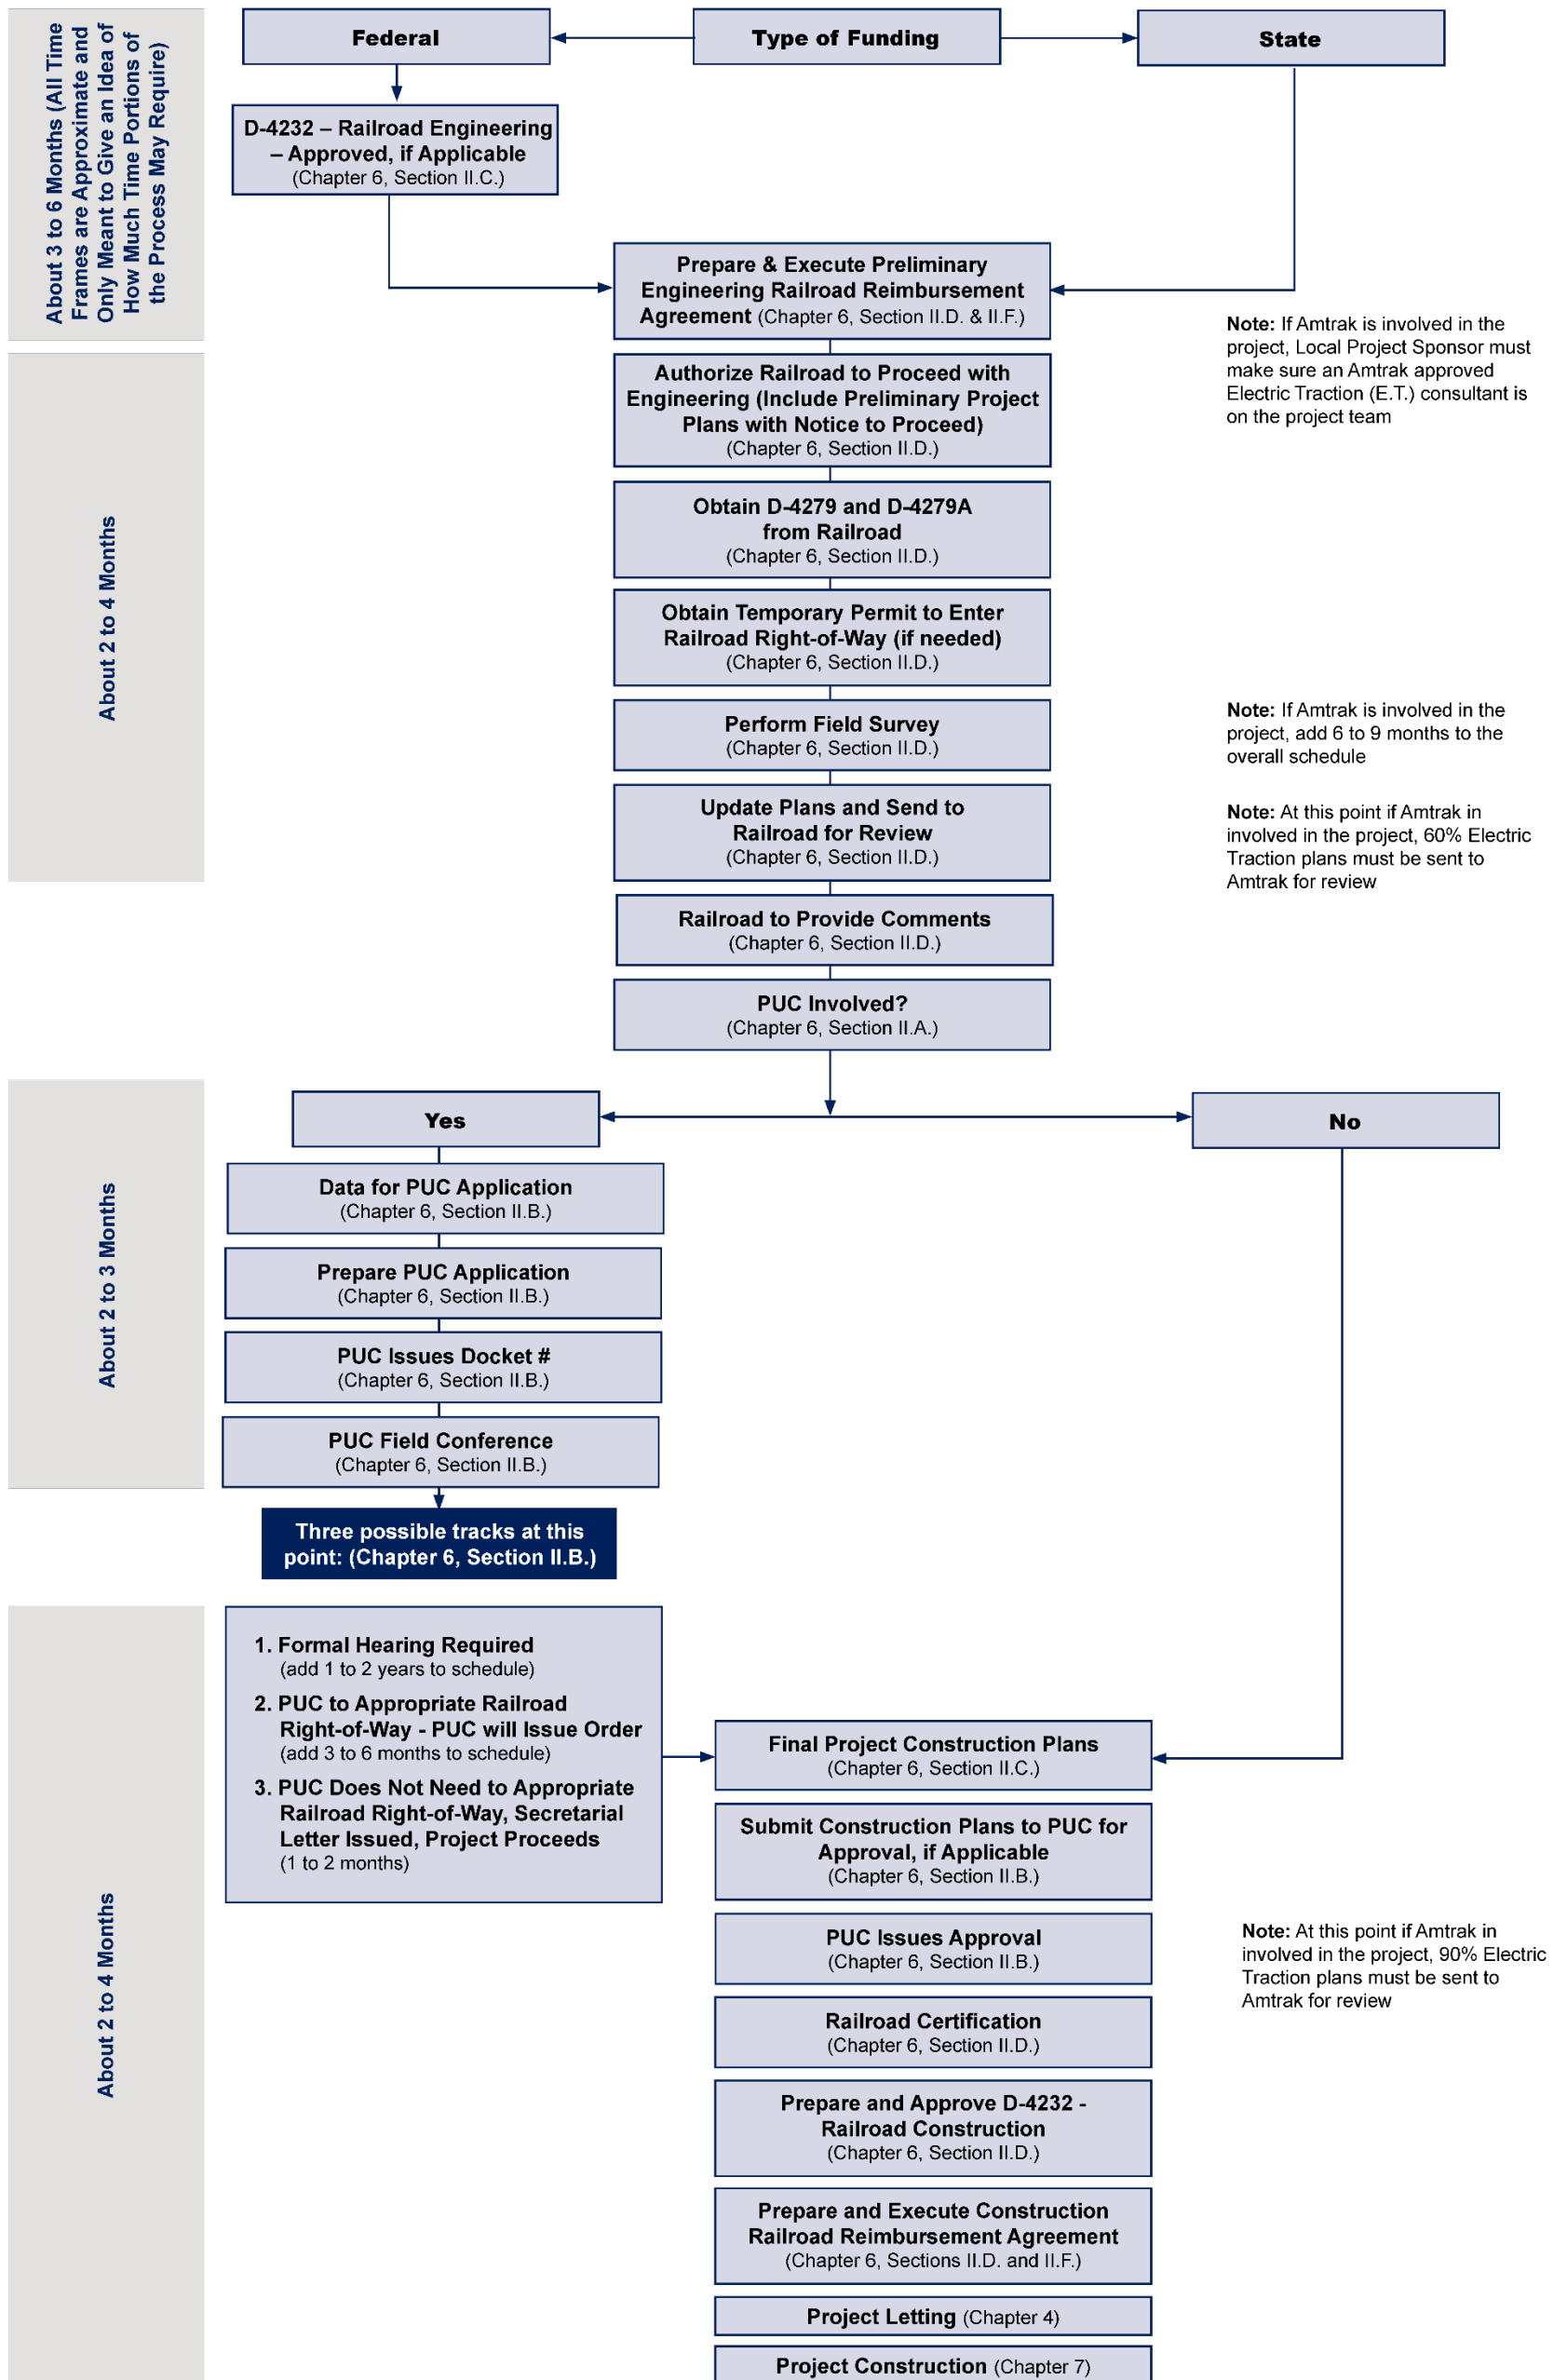 About 3 to 6 Months (All Time
Frames are Approximate and
Only Meant to Give an Idea of
How Much Time Portions of
the Process May Require)
Federal
Type of Funding
State
D-4232 – Railroad Engineering
– Approved, if Applicable
(Chapter 6, Section II.C.)
Prepare & Execute Preliminary
Engineering Railroad Reimbursement
Agreement (Chapter 6, Section II.D. & II.F.)
Note: If Amtrak is involved in the
project, Local Project Sponsor must
make sure an Amtrak approved
Electric Traction (E.T.) consultant is
on the project team
About 2 to 4 Months
Authorize Railroad to Proceed with
Engineering (Include Preliminary Project
Plans with Notice to Proceed)
(Chapter 6, Section II.D.)
Obtain D-4279 and D-4279A
from Railroad
(Chapter 6, Section II.D.)
Obtain Temporary Permit to Enter
Railroad Right-of-Way (if needed)
(Chapter 6, Section II.D.)
Perform Field Survey
(Chapter 6, Section II.D.)
Note: If Amtrak is involved in the
project, add 6 to 9 months to the
overall schedule
Update Plans and Send to
Railroad for Review
(Chapter 6, Section II.D.)
Note: At this point if Amtrak in
involved in the project, 60% Electric
Traction plans must be sent to
Amtrak for review
Railroad to Provide Comments
(Chapter 6, Section II.D.)
PUC Involved?
(Chapter 6, Section II.A.)
About 2 to 3 Months
Yes
No
Data for PUC Application
(Chapter 6, Section II.B.)
Prepare PUC Application
(Chapter 6, Section II.B.)
PUC Issues Docket #
(Chapter 6, Section II.B.)
PUC Field Conference
(Chapter 6, Section II.B.)
Three possible tracks at this
point: (Chapter 6, Section II.B.)
About 2 to 4 Months
1. Formal Hearing Required
(add 1 to 2 years to schedule)
2. PUC to Appropriate Railroad
Right-of-Way - PUC will Issue Order
(add 3 to 6 months to schedule)
3. PUC Does Not Need to Appropriate
Railroad Right-of-Way, Secretarial
Letter Issued, Project Proceeds
(1 to 2 months)
Final Project Construction Plans
(Chapter 6, Section II.C.)
Submit Construction Plans to PUC for
Approval, if Applicable
(Chapter 6, Section II.B.)
PUC Issues Approval
(Chapter 6, Section II.B.)
Note: At this point if Amtrak in
involved in the project, 90% Electric
Traction plans must be sent to
Amtrak for review
Railroad Certification
(Chapter 6, Section II.D.)
Prepare and Approve D-4232 -
Railroad Construction
(Chapter 6, Section II.D.)
Prepare and Execute Construction
Railroad Reimbursement Agreement
(Chapter 6, Sections II.D. and II.F.)
Project Letting (Chapter 4)
Project Construction (Chapter 7)